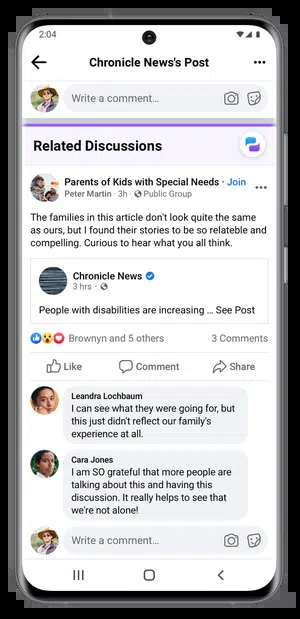 2:04
Chronicle News's Post
Write a comment…
Related Discussions
Parents of Kids with Special Needs · Join
Peter Martin · 3h · Public Group
The families in this article don't look quite the same
as ours, but I found their stories to be so relateble and
compelling. Curious to hear what you all think.
Chronicle News
3 hrs ·
People with disabilities are increasing ... See Post
Brownyn and 5 others 3 Comments
Like Comment Share
Leandra Lochbaum
I can see what they were going for, but
this just didn't reflect our family's
experience at all.
Cara Jones
I am SO grateful that more people are
talking about this and having this
discussion. It really helps to see that
we're not alone!
Write a comment…